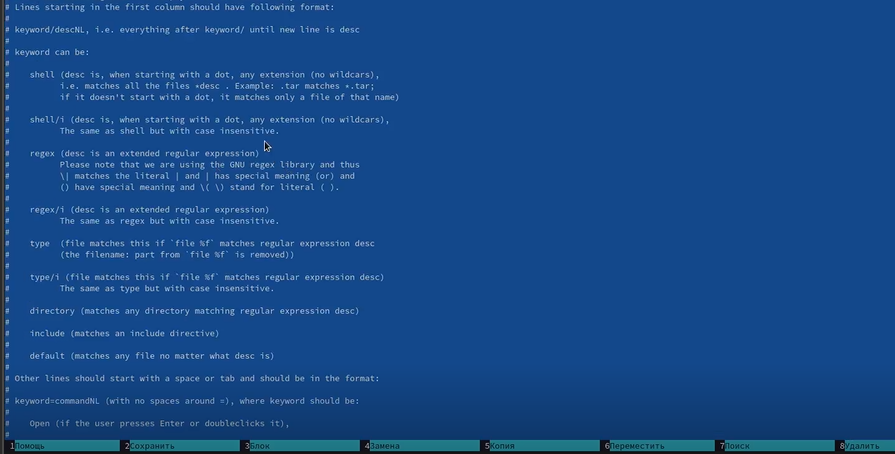 # Lines starting in the first column should have following format:
#
# keyword/descNL, i.e. everything after keyword/ until new line is desc
#
# keyword can be:
#
#    shell (desc is, when starting with a dot, any extension (no wildcars),
#          i.e. matches all the files *desc . Example: .tar matches *.tar;
#          if it doesn't start with a dot, it matches only a file of that name)
#
#    shell/i (desc is, when starting with a dot, any extension (no wildcars),
#          The same as shell but with case insensitive.
#
#    regex (desc is an extended regular expression)
#          Please note that we are using the GNU regex library and thus
#          \| matches the literal | and | has special meaning (or) and
#          () have special meaning and \( \) stand for literal ( ).
#
#    regex/i (desc is an extended regular expression)
#          The same as regex but with case insensitive.
#
#    type  (file matches this if `file %f` matches regular expression desc
#          (the filename: part from `file %f` is removed))
#
#    type/i (file matches this if `file %f` matches regular expression desc)
#          The same as type but with case insensitive.
#
#    directory (matches any directory matching regular expression desc)
#
#    include (matches an include directive)
#
#    default (matches any file no matter what desc is)
#
# Other lines should start with a space or tab and should be in the format:
#
# keyword=commandNL (with no spaces around =), where keyword should be:
#
#    Open (if the user presses Enter or doubleclicks it),
#
1Помощь 2Сохранить 3Блок 4Замена 5Копия 6Переместить 7Поиск 8Удалить